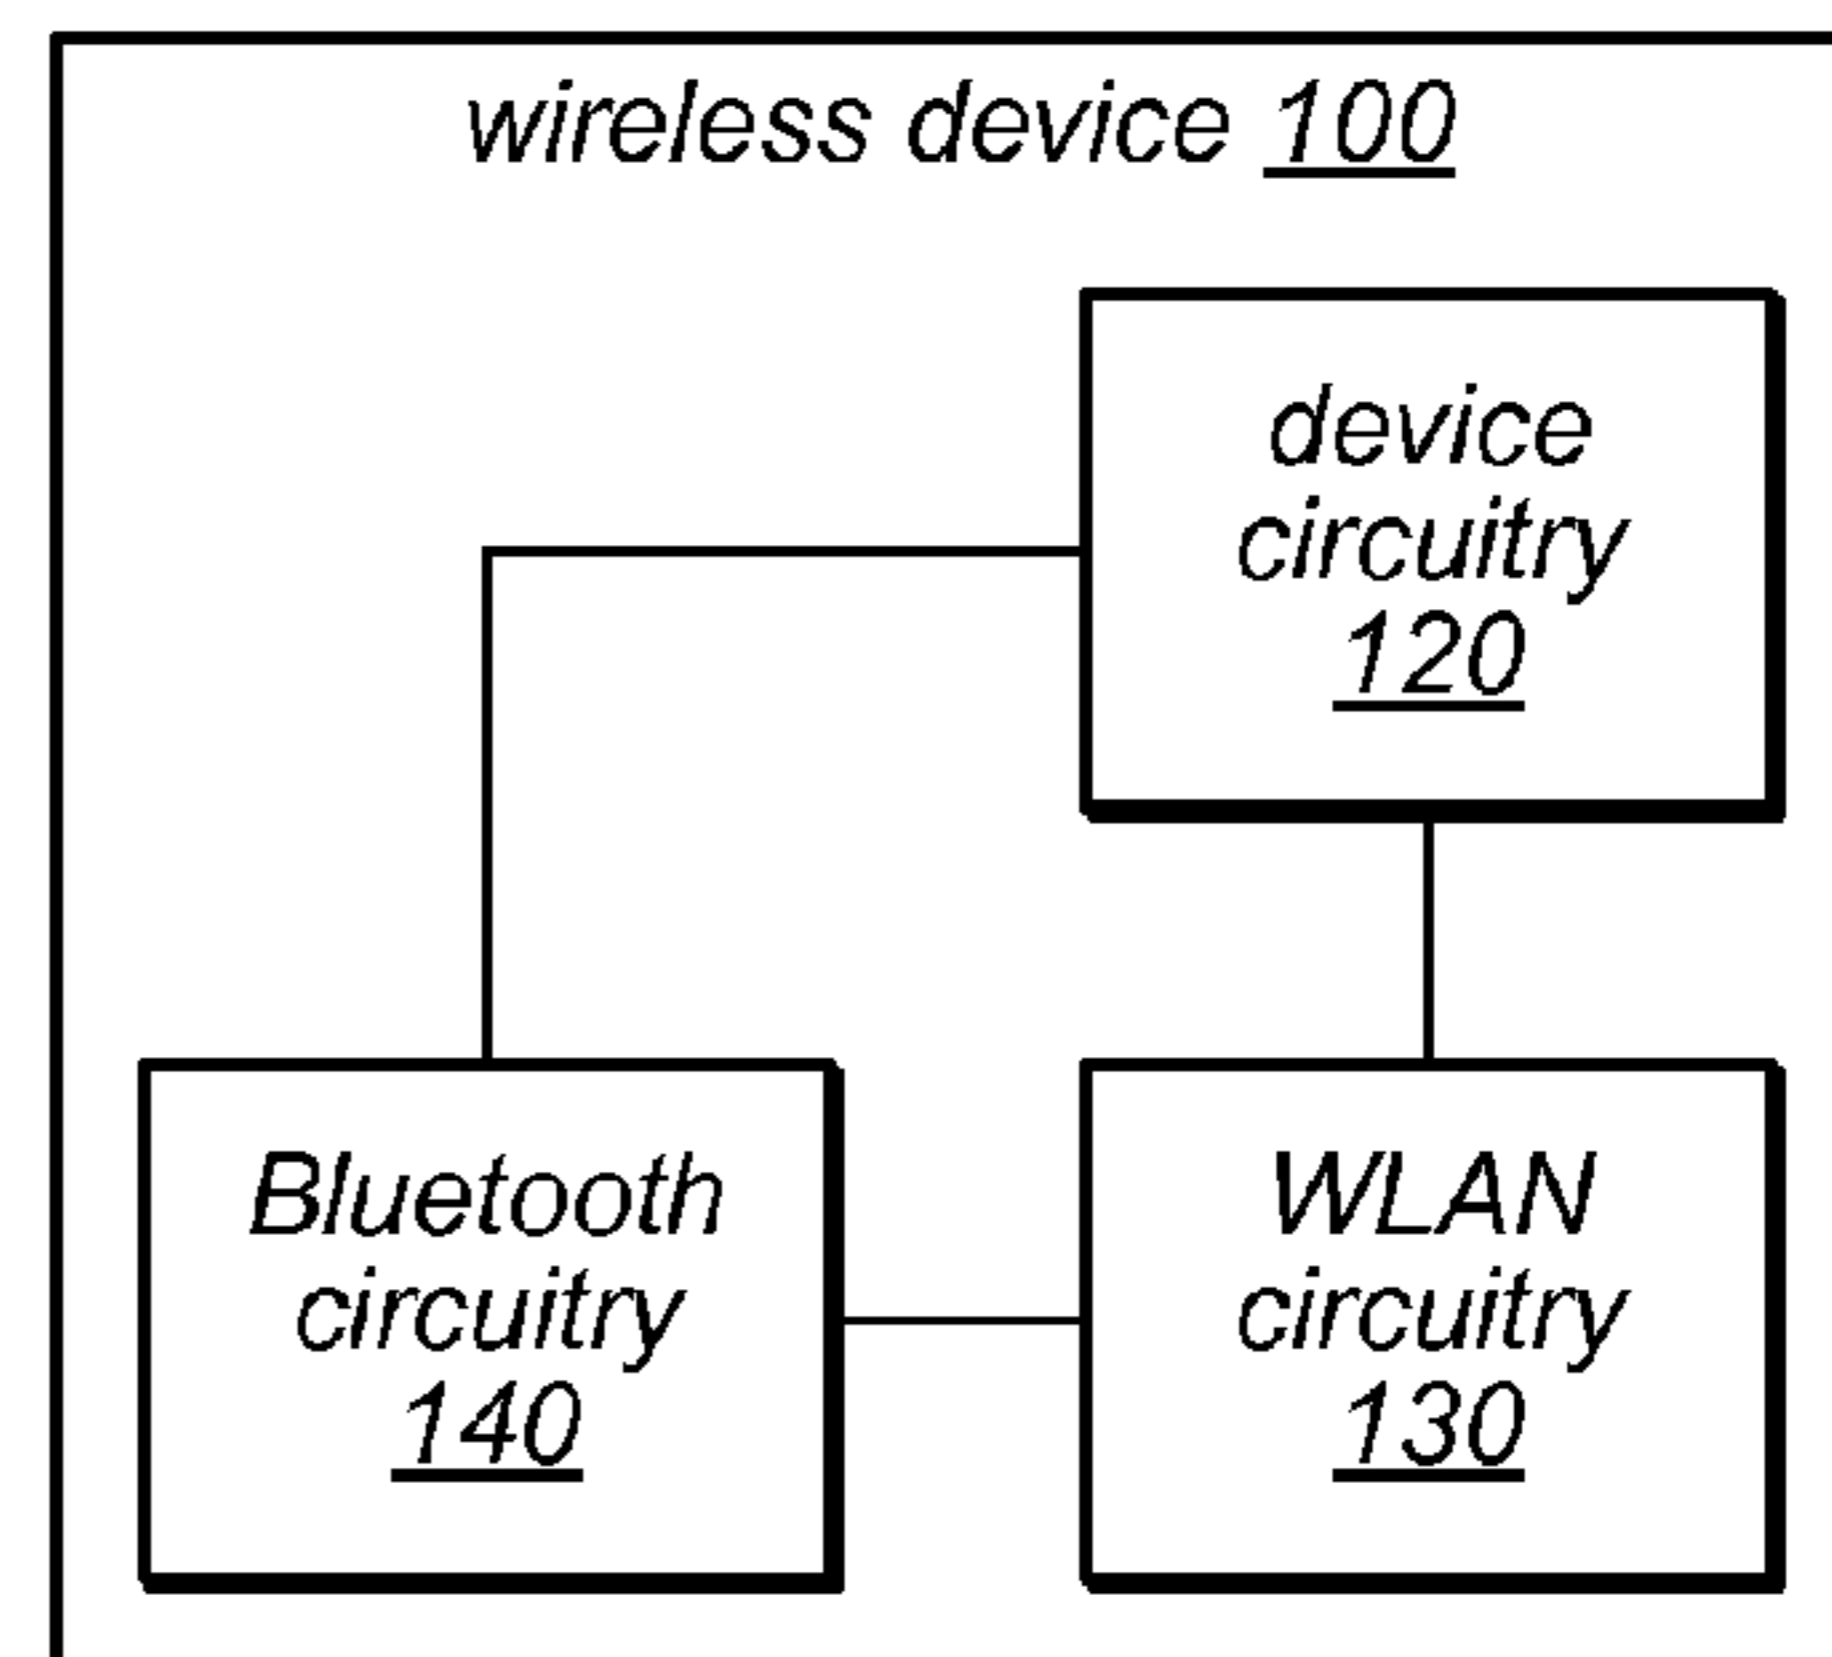 wireless device 100
device
circuitry
120
Bluetooth
circuitry
140
WLAN
circuitry
130